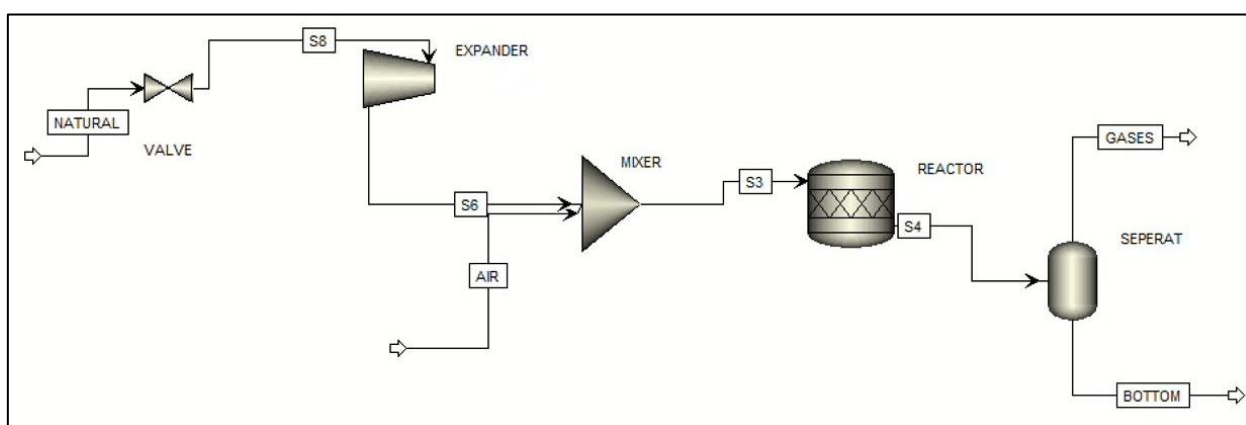 S8
EXPANDER
NATURAL
VALVE
MIXER
S3
REACTOR
GASES
S6
S4
SEPERAT
AIR
BOTTOM